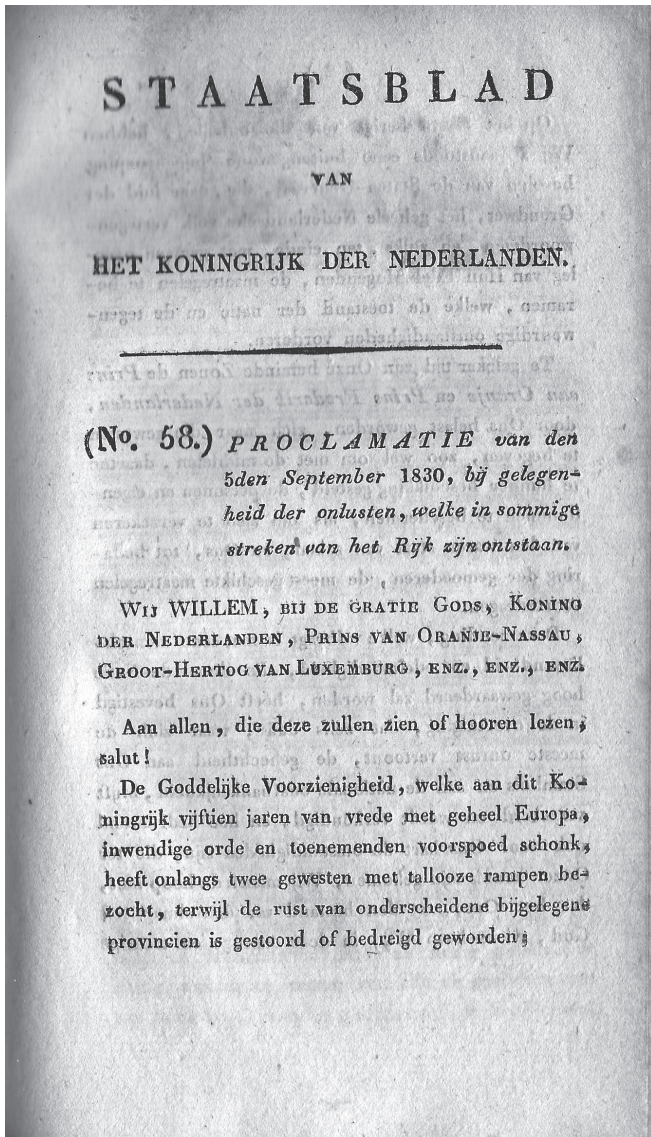 STAATSBLAD
VAN
HET KONINGRIJK DER NEDERLANDEN.
(No. 58.) PROCLAMATIE van den
5den September 1830, bij gelegen-
heid der onlusten, welke in sommige
streken van het Rijk zijn ontstaan.
Wij WILLEM, bij de gratie Gods, Koning
der Nederlanden, Prins van Oranje-Nassau,
Groot-Hertog van Luxemburg, enz., enz., enz.
Aan allen, die deze zullen zien of hooren lezen,
salut!
De Goddelijke Voorzienigheid, welke aan dit Ko-
ningrijk vijftien jaren van vrede met geheel Europa,
inwendige orde en toenemenden voorspoed schonk,
heeft onlangs twee gewesten met tallooze rampen be-
zocht, terwijl de rust van onderscheidene bijgelegene
provincien is gestoord of bedreigd geworden;